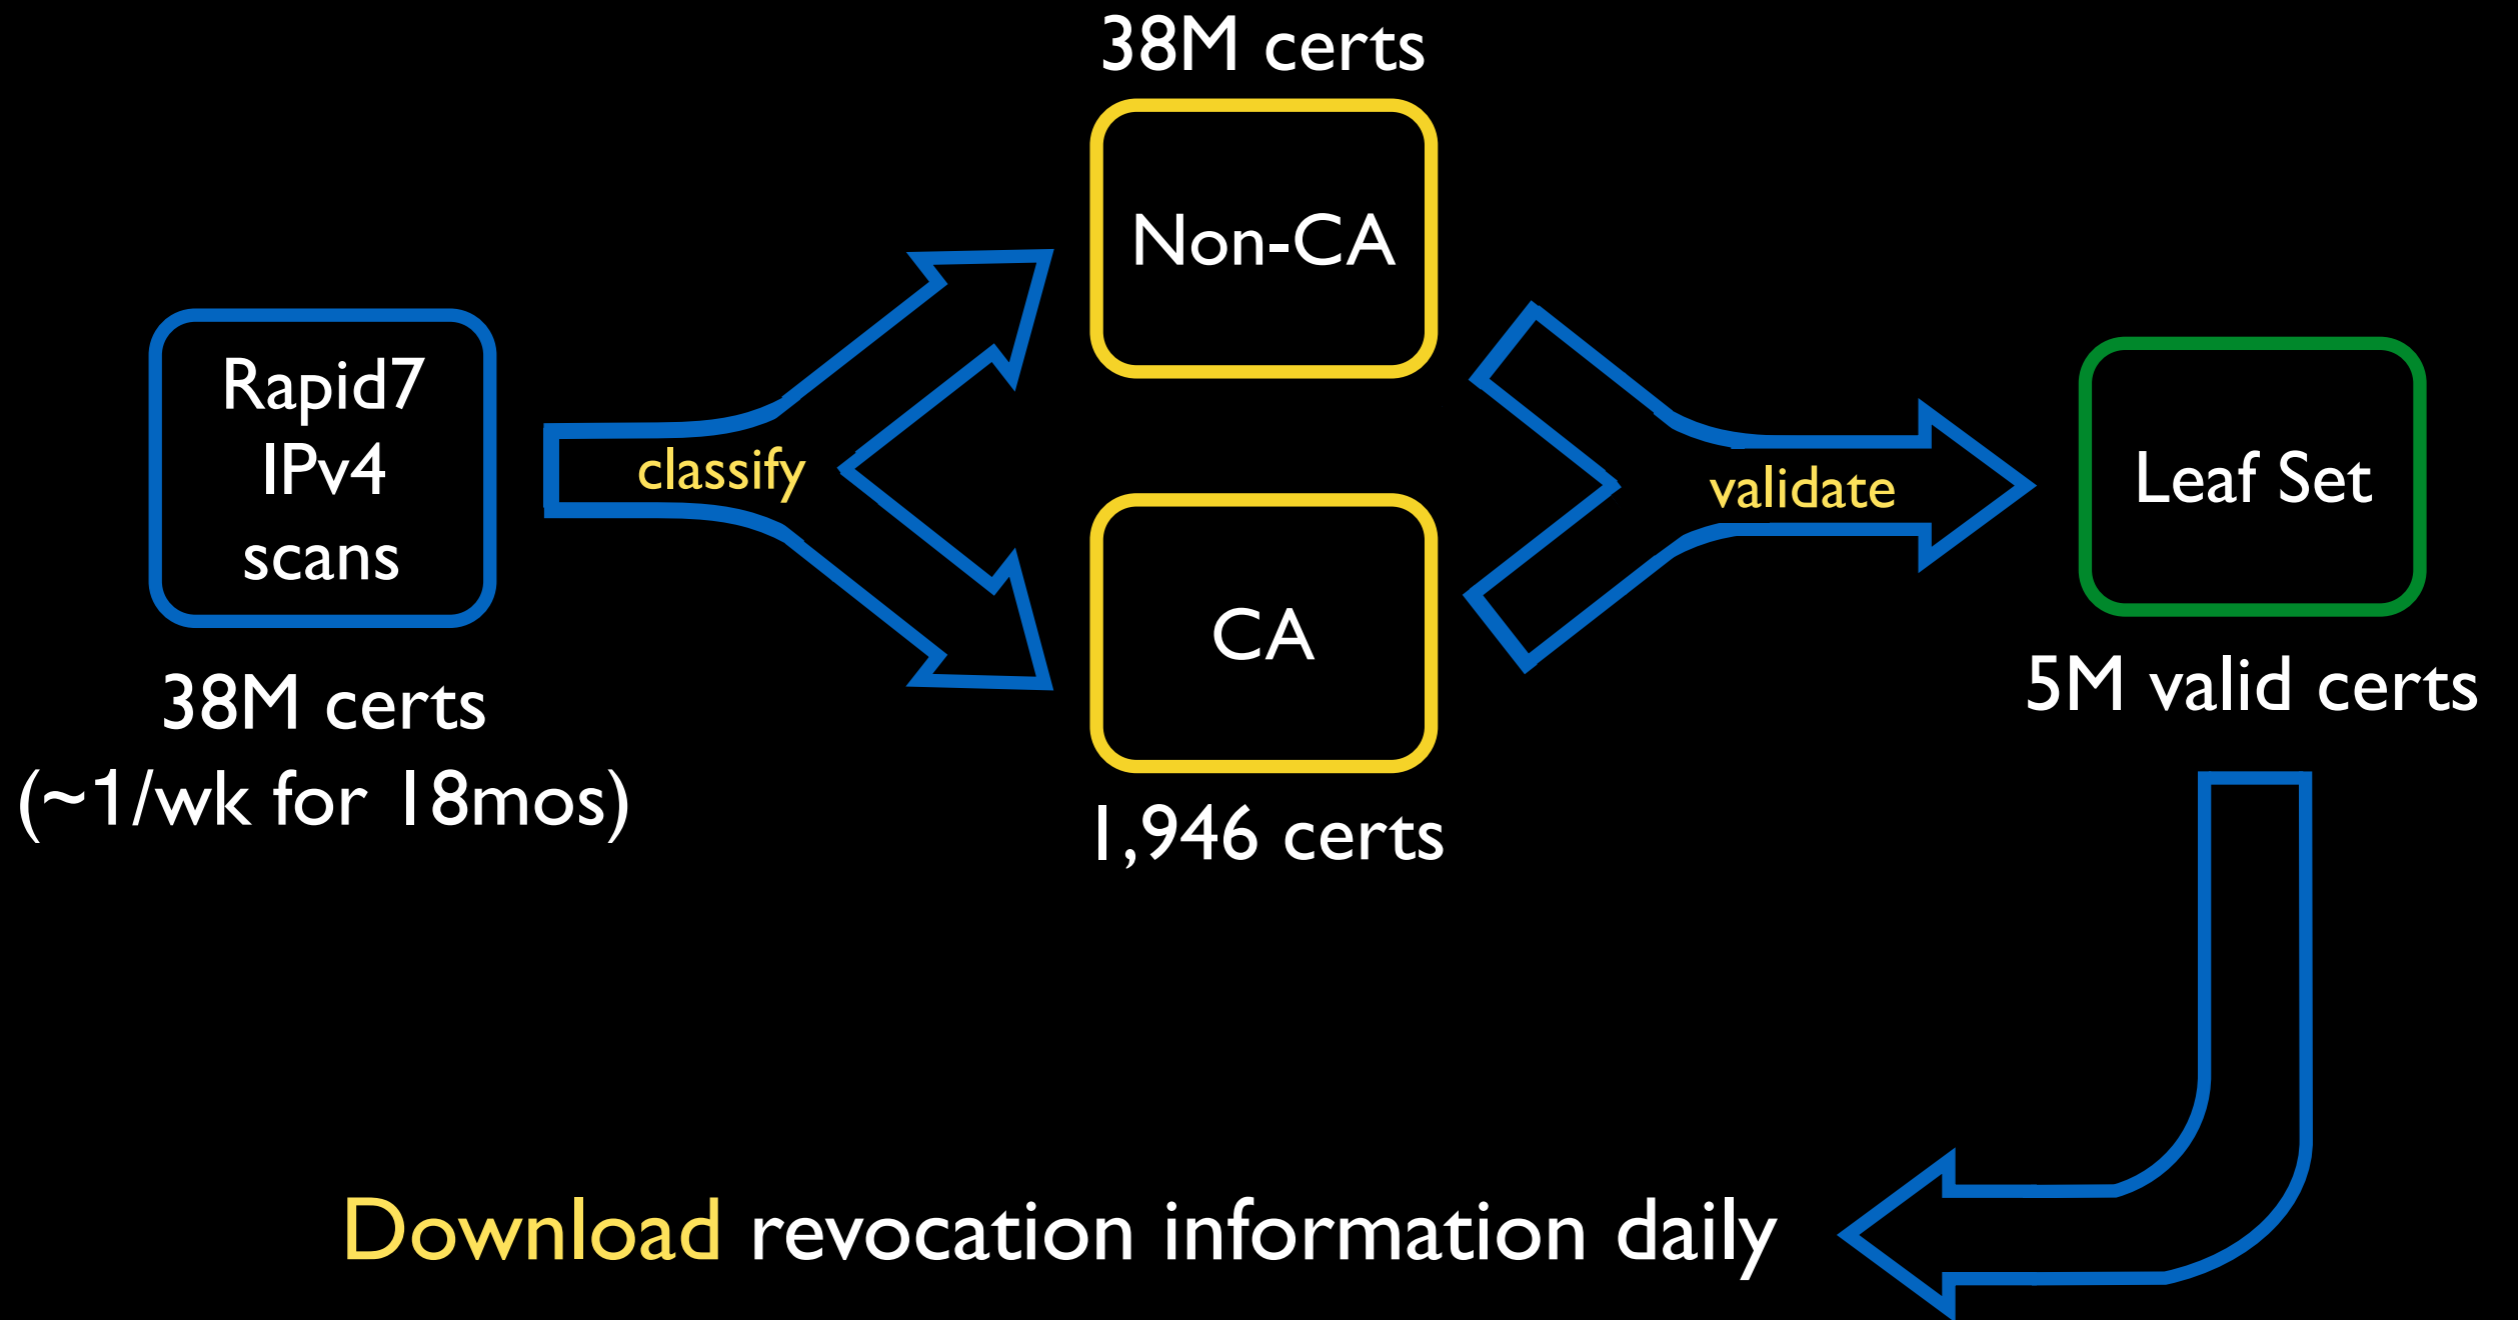 38M certs
Non-CA
Rapid7
IPv4
scans
classify
validate
Leaf Set
CA
38M certs
(~1/wk for 18mos)
5M valid certs
1,946 certs
Download revocation information daily